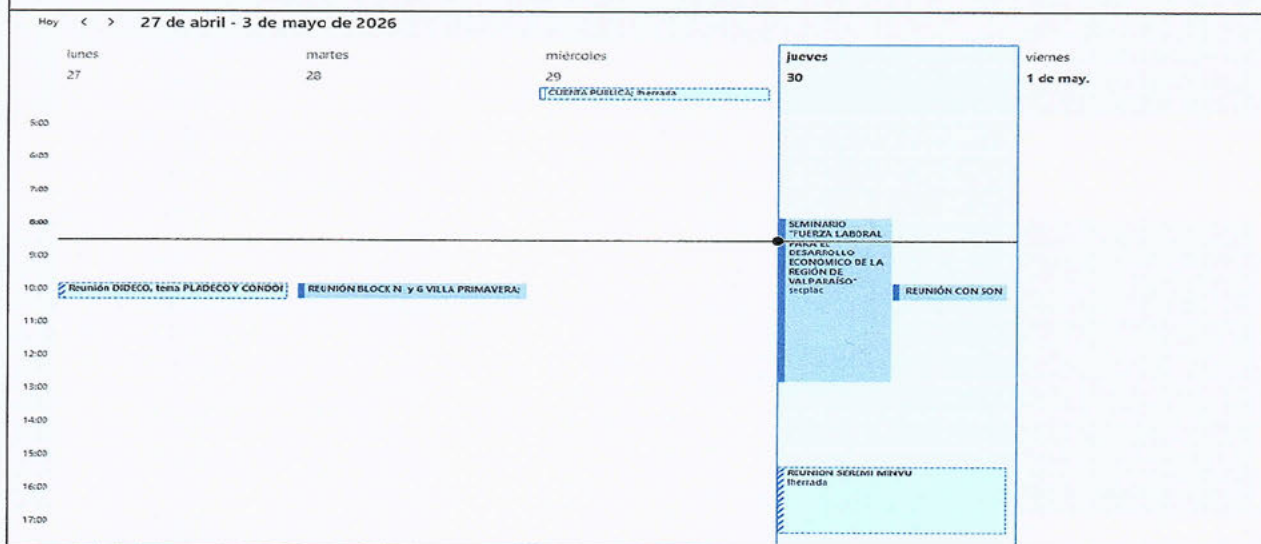 Hoy < > 27 de abril - 3 de mayo de 2026
lunes
27
martes
28
miércoles
29
jueves
30
viernes
1 de may.
CUENTA PUBLICA; lherrada
5:00
6:00
7:00
8:00
9:00
10:00
11:00
12:00
13:00
14:00
15:00
16:00
17:00
Reunión DIDECO, tema PLADECO Y CONDOI
REUNIÓN BLOCK N y G VILLA PRIMAVERA;
SEMINARIO
"FUERZA LABORAL
PARA EL
DESARROLLO
ECONOMICO DE LA
REGIÓN DE
VALPARAÍSO"
secplac
REUNIÓN CON SON
REUNION SEREMI MINVU
lherrada